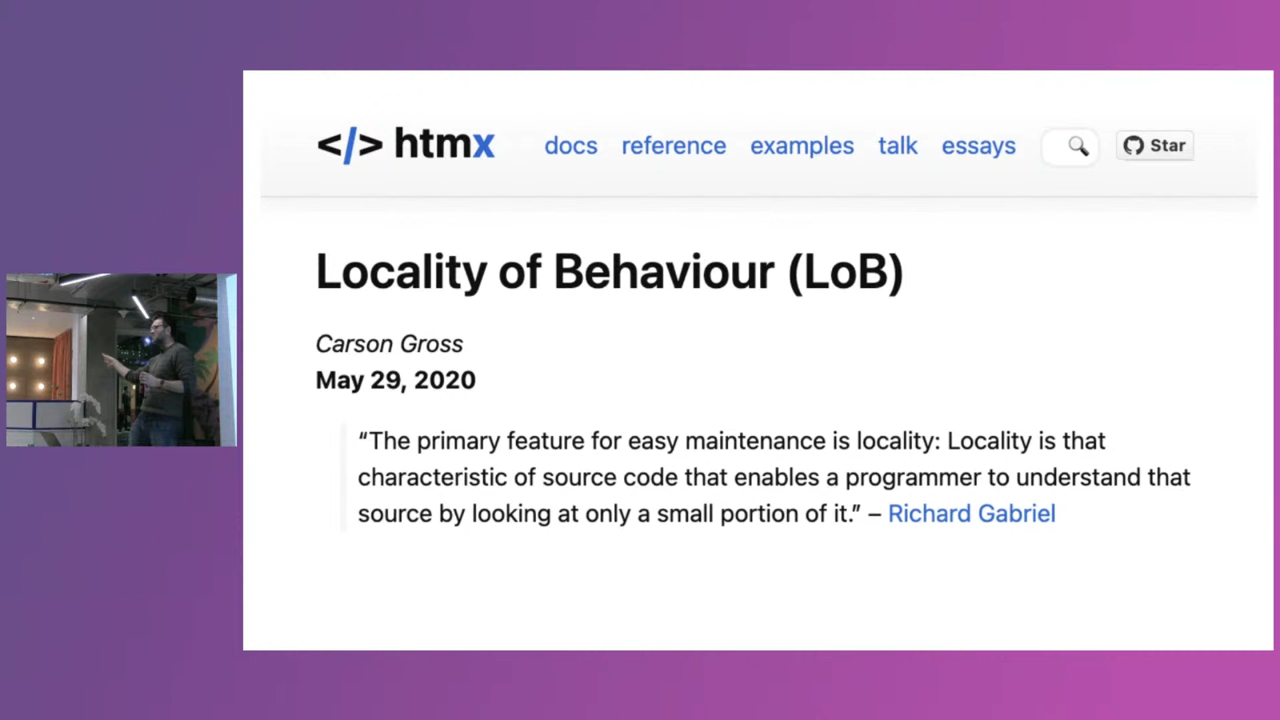 </> htmx docs reference examples talk essays Star
Locality of Behaviour (LoB)
Carson Gross
May 29, 2020
“The primary feature for easy maintenance is locality: Locality is that
characteristic of source code that enables a programmer to understand that
source by looking at only a small portion of it.” – Richard Gabriel